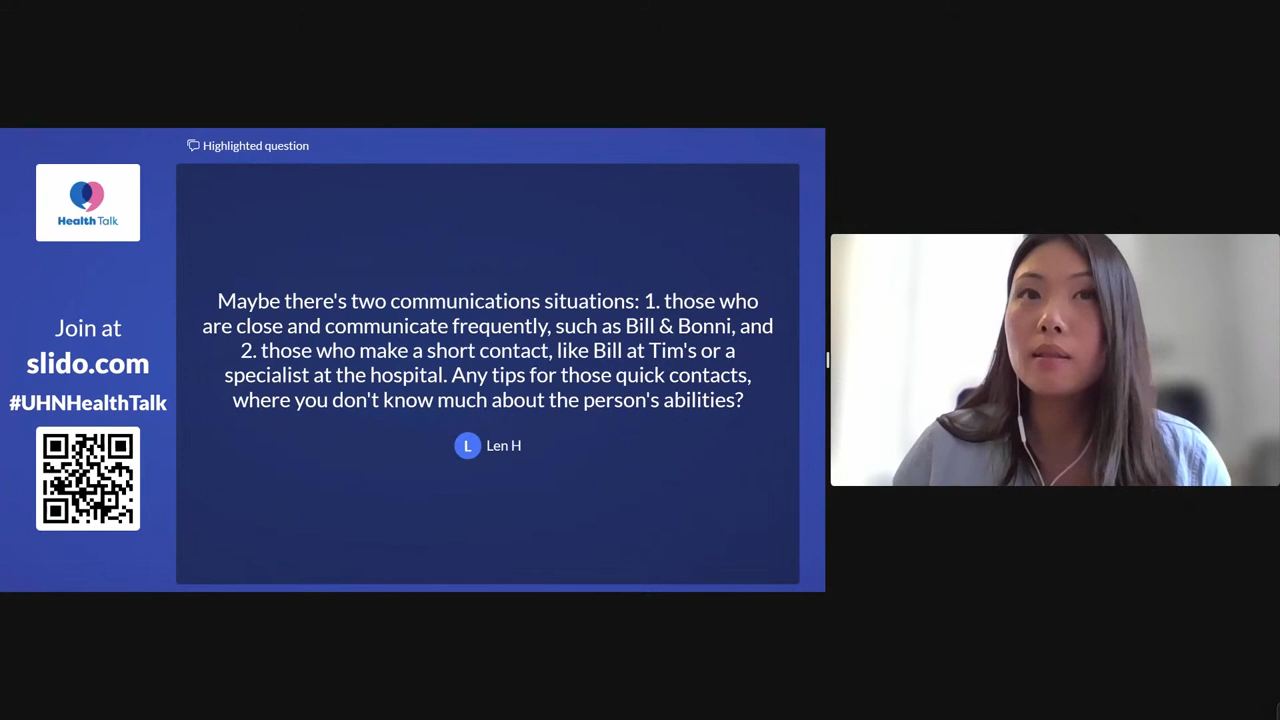 Highlighted question
Health Talk
Join at
slido.com
#UHNHealthTalk
Maybe there's two communications situations: 1. those who
are close and communicate frequently, such as Bill & Bonni, and
2. those who make a short contact, like Bill at Tim's or a
specialist at the hospital. Any tips for those quick contacts,
where you don't know much about the person's abilities?
L Len H